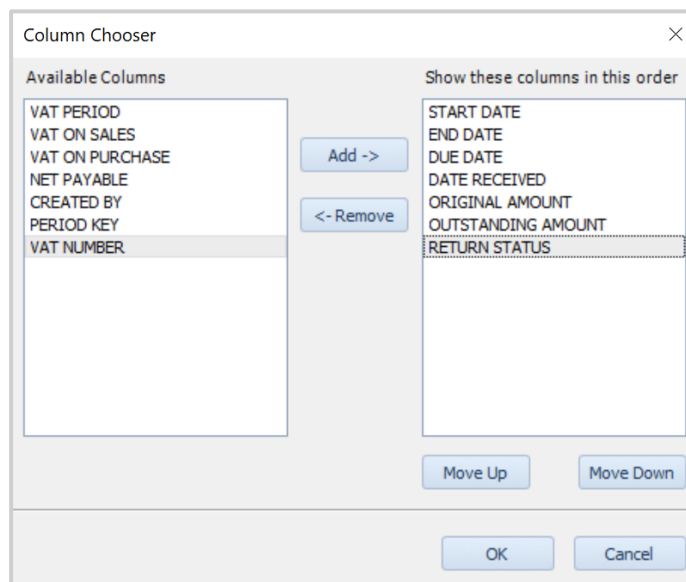 Column Chooser
Available Columns
VAT PERIOD
VAT ON SALES
VAT ON PURCHASE
NET PAYABLE
CREATED BY
PERIOD KEY
VAT NUMBER
Add ->
<- Remove
Show these columns in this order
START DATE
END DATE
DUE DATE
DATE RECEIVED
ORIGINAL AMOUNT
OUTSTANDING AMOUNT
RETURN STATUS
Move Up
Move Down
OK
Cancel